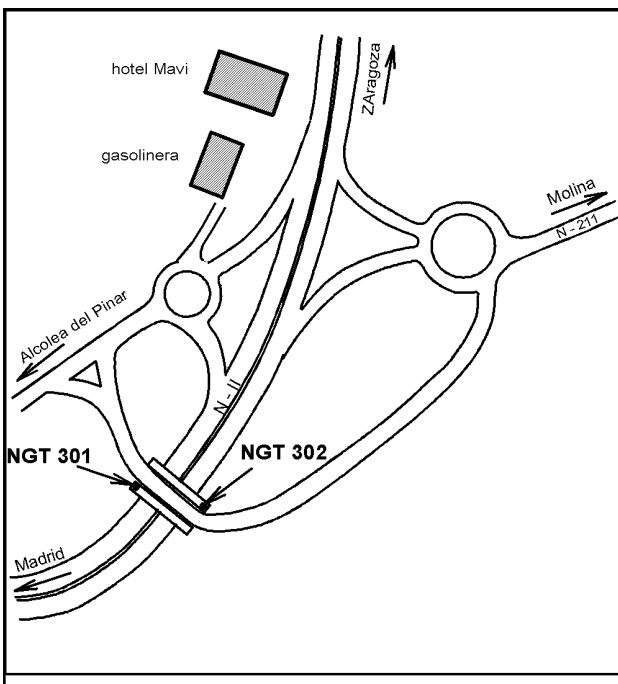 hotel Mavi
gasolinera
ZAragoza
Molina
N - 211
Alcolea del Pinar
N - II
NGT 301
NGT 302
Madrid